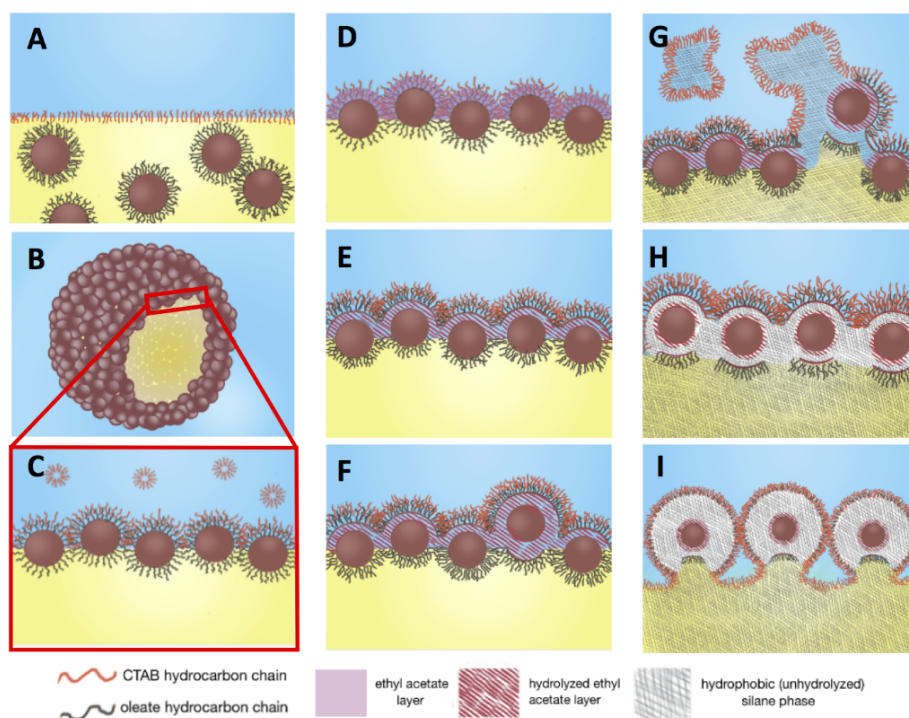 A
D
G
B
E
H
C
F
I
CTAB hydrocarbon chain
oleate hydrocarbon chain
ethyl acetate
layer
hydrolyzed ethyl
acetate layer
hydrophobic (unhydrolyzed)
silane phase